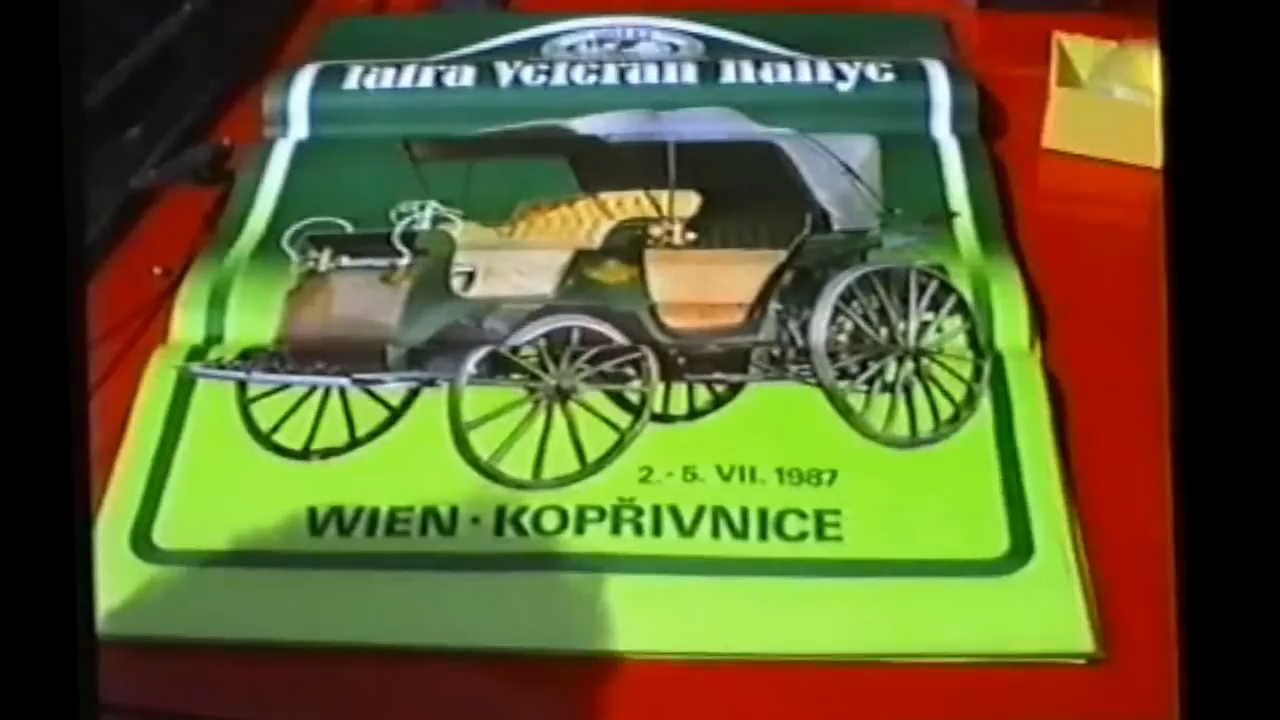 Tatra Veteran Rallye
2.-5. VII. 1987
WIEN · KOPŘIVNICE